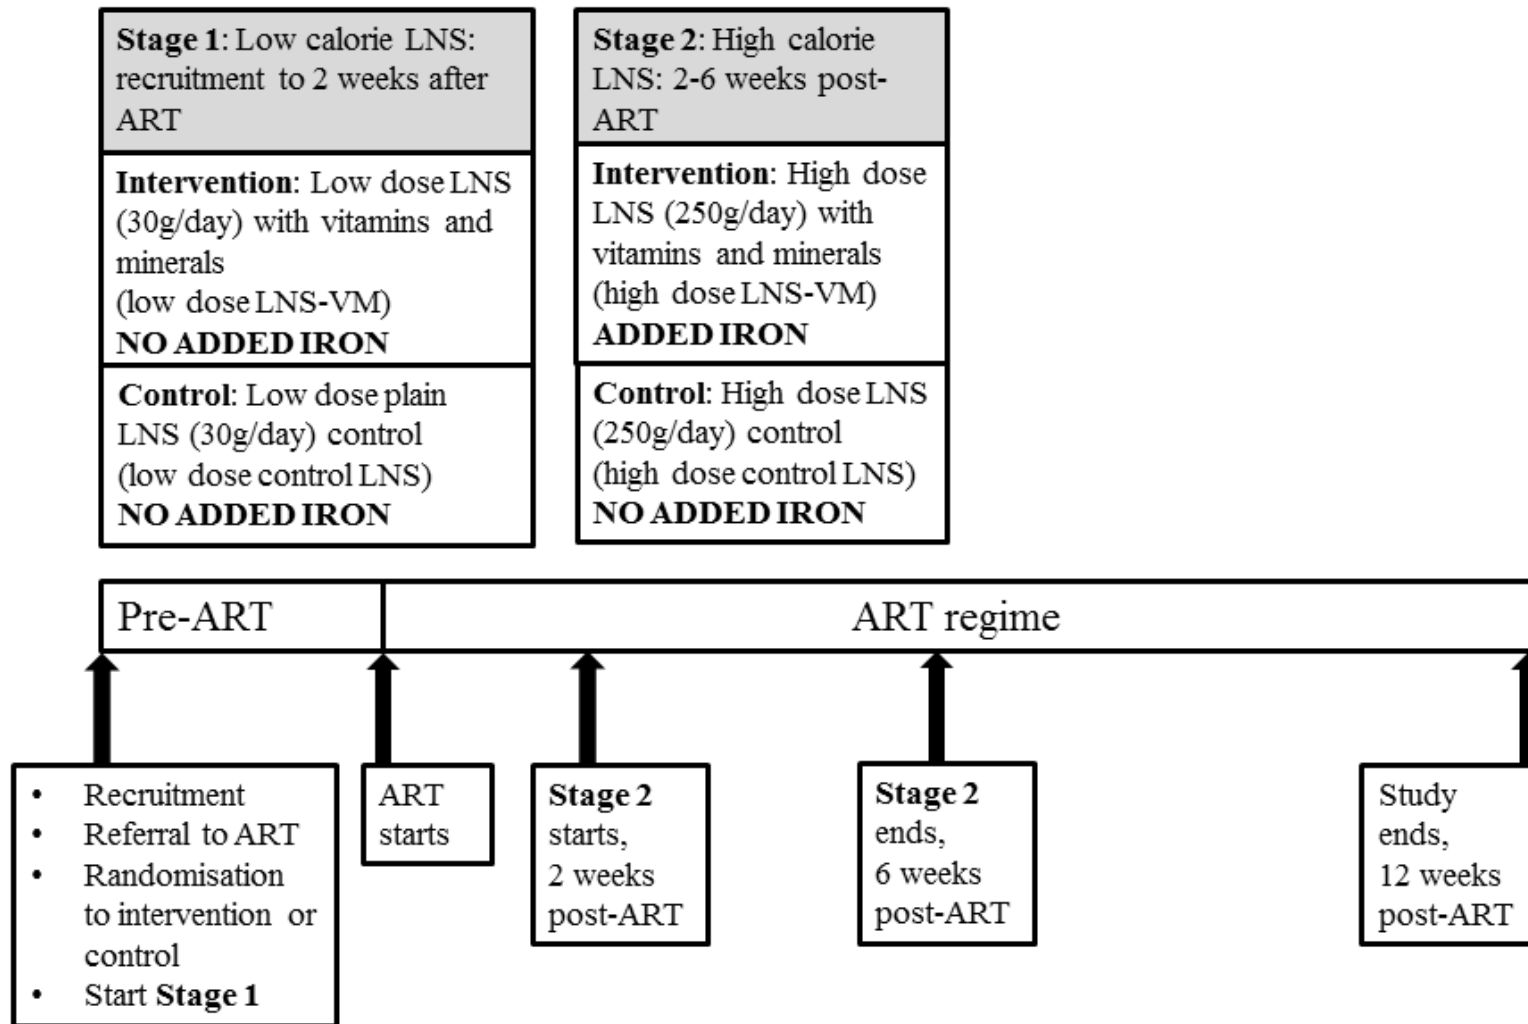 Stage 1: Low calorie LNS:
recruitment to 2 weeks after
ART
Intervention: Low dose LNS
(30g/day) with vitamins and
minerals
(low dose LNS-VM)
NO ADDED IRON
Control: Low dose plain
LNS (30g/day) control
(low dose control LNS)
NO ADDED IRON
Stage 2: High calorie
LNS: 2-6 weeks post-
ART
Intervention: High dose
LNS (250g/day) with
vitamins and minerals
(high dose LNS-VM)
ADDED IRON
Control: High dose LNS
(250g/day) control
(high dose control LNS)
NO ADDED IRON
Pre-ART
ART regime
• Recruitment
• Referral to ART
• Randomisation
to intervention or
control
• Start Stage 1
ART
starts
Stage 2
starts,
2 weeks
post-ART
Stage 2
ends,
6 weeks
post-ART
Study
ends,
12 weeks
post-ART